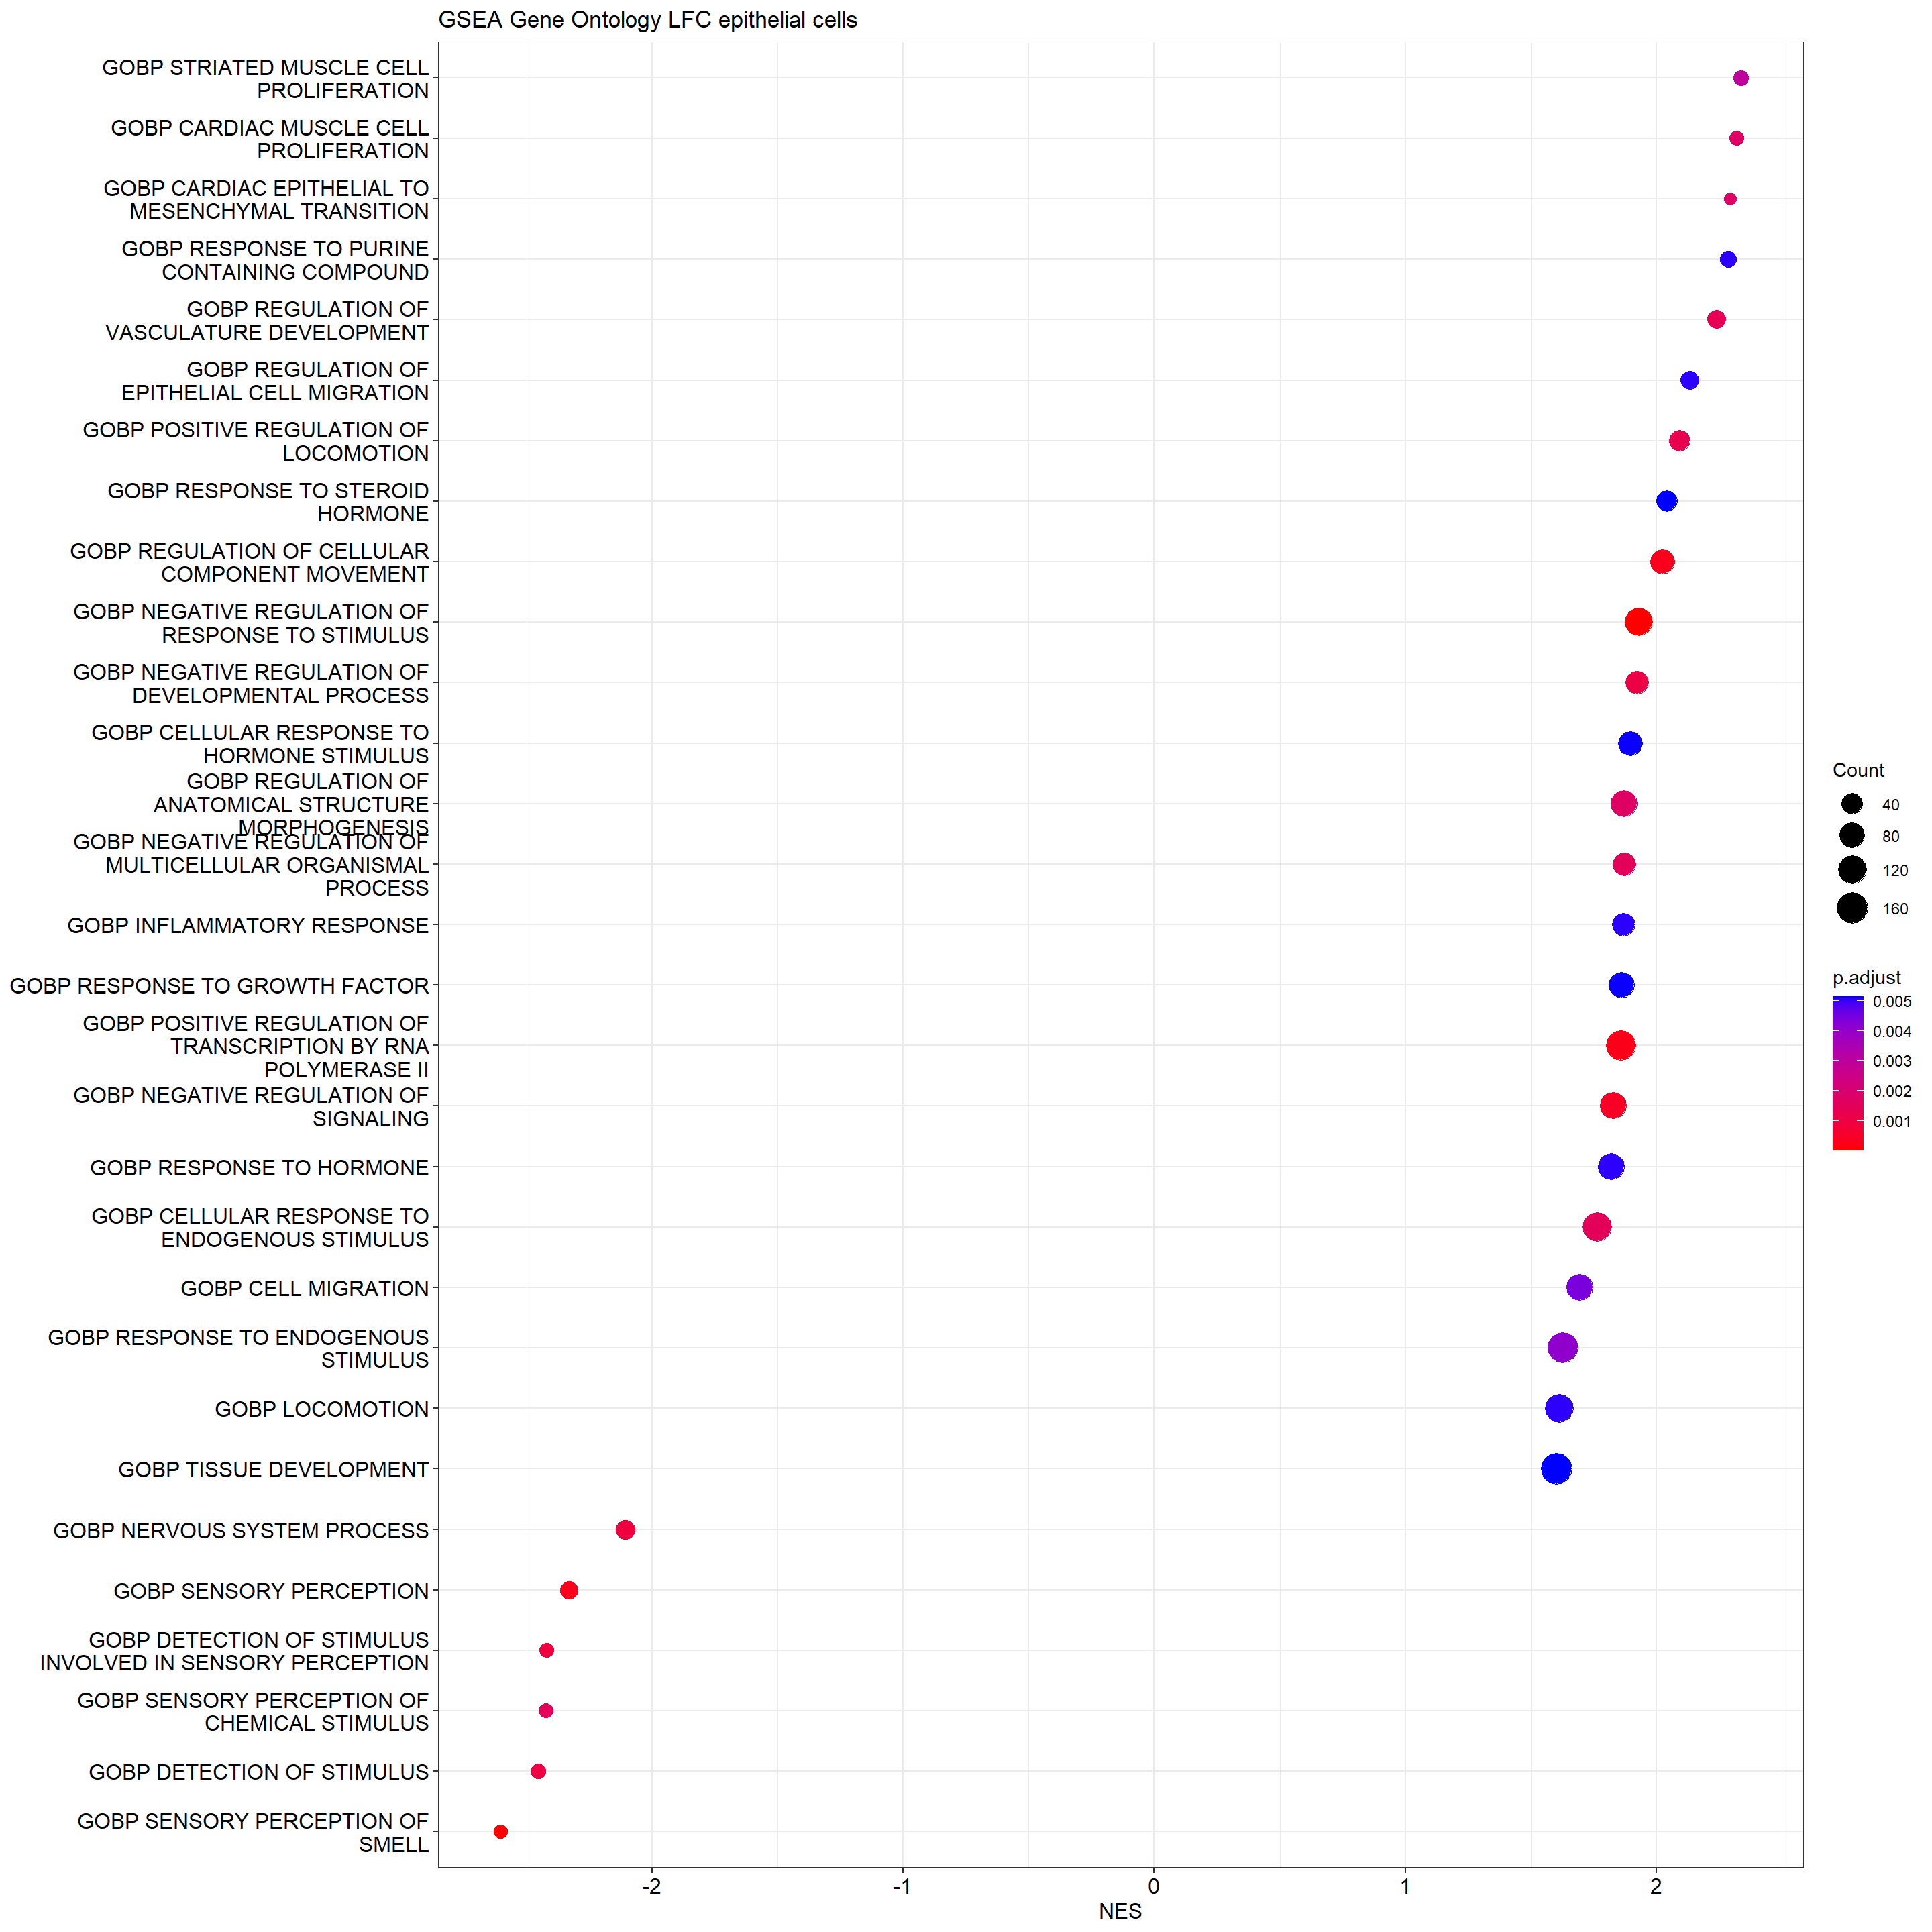 GSEA Gene Ontology LFC epithelial cells
GOBP STRIATED MUSCLE CELL
PROLIFERATION
GOBP CARDIAC MUSCLE CELL
PROLIFERATION
GOBP CARDIAC EPITHELIAL TO
MESENCHYMAL TRANSITION
GOBP RESPONSE TO PURINE
CONTAINING COMPOUND
GOBP REGULATION OF
VASCULATURE DEVELOPMENT
GOBP REGULATION OF
EPITHELIAL CELL MIGRATION
GOBP POSITIVE REGULATION OF
LOCOMOTION
GOBP RESPONSE TO STEROID
HORMONE
GOBP REGULATION OF CELLULAR
COMPONENT MOVEMENT
GOBP NEGATIVE REGULATION OF
RESPONSE TO STIMULUS
GOBP NEGATIVE REGULATION OF
DEVELOPMENTAL PROCESS
GOBP CELLULAR RESPONSE TO
HORMONE STIMULUS
GOBP REGULATION OF
ANATOMICAL STRUCTURE
MORPHOGENESIS
GOBP NEGATIVE REGULATION OF
MULTICELLULAR ORGANISMAL
PROCESS
GOBP INFLAMMATORY RESPONSE
GOBP RESPONSE TO GROWTH FACTOR
GOBP POSITIVE REGULATION OF
TRANSCRIPTION BY RNA
POLYMERASE II
GOBP NEGATIVE REGULATION OF
SIGNALING
GOBP RESPONSE TO HORMONE
GOBP CELLULAR RESPONSE TO
ENDOGENOUS STIMULUS
GOBP CELL MIGRATION
GOBP RESPONSE TO ENDOGENOUS
STIMULUS
GOBP LOCOMOTION
GOBP TISSUE DEVELOPMENT
GOBP NERVOUS SYSTEM PROCESS
GOBP SENSORY PERCEPTION
GOBP DETECTION OF STIMULUS
INVOLVED IN SENSORY PERCEPTION
GOBP SENSORY PERCEPTION OF
CHEMICAL STIMULUS
GOBP DETECTION OF STIMULUS
GOBP SENSORY PERCEPTION OF
SMELL
-2 -1 0 1 2
NES
Count
40
80
120
160
p.adjust
0.005
0.004
0.003
0.002
0.001